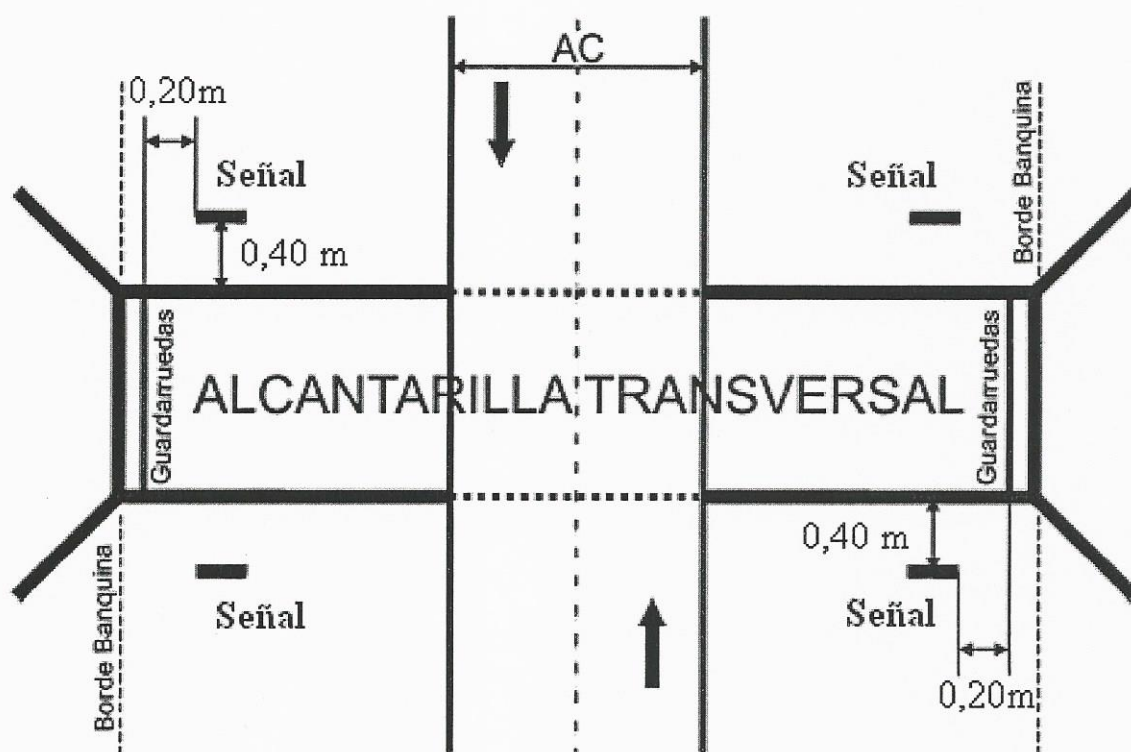 AC
0,20m
Señal
Señal
Borde Banquina
0,40 m
Guardarruedas
ALCANTARILLA TRANSVERSAL
Guardarruedas
0,40 m
Borde Banquina
Señal
Señal
0,20m